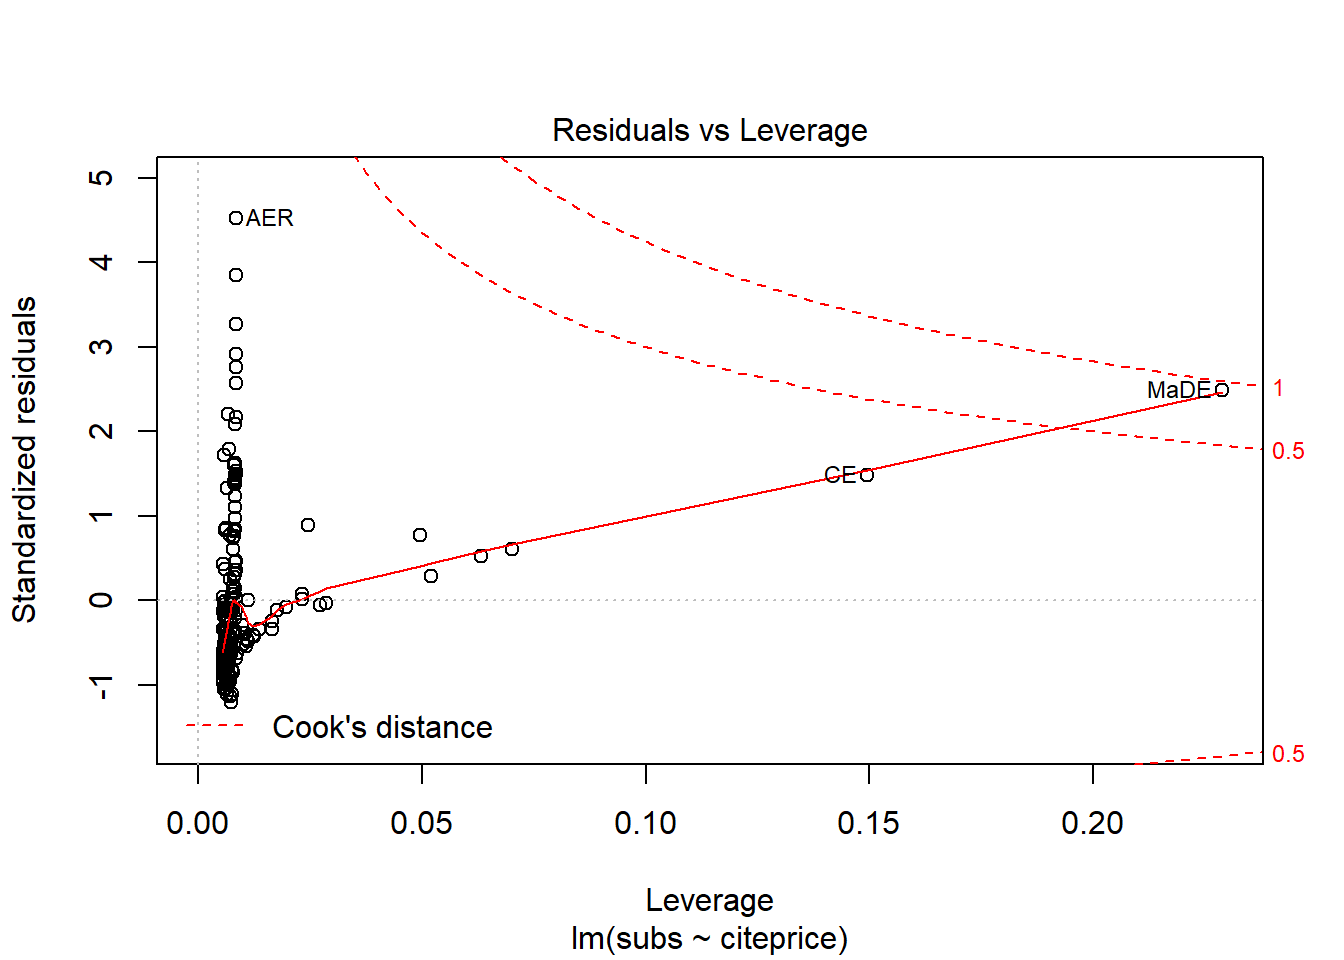 Residuals vs Leverage
5
4
3
2
1
0
-1
Standardized residuals
AER
MaDE
CE
1
0.5
0.5
Cook's distance
0.00 0.05 0.10 0.15 0.20
Leverage
lm(subs ~ citeprice)